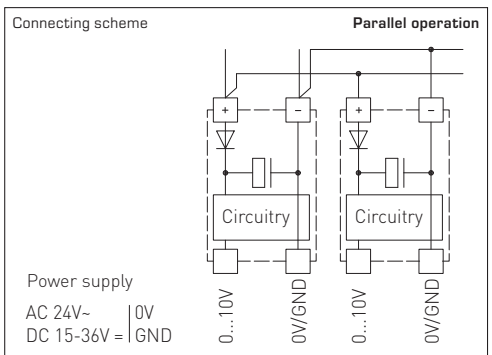 Connecting scheme
Parallel operation
+
−
+
−
Circuitry
Circuitry
Power supply
AC 24V~ | 0V
DC 15-36V = | GND
0...10V
0V/GND
0...10V
0V/GND